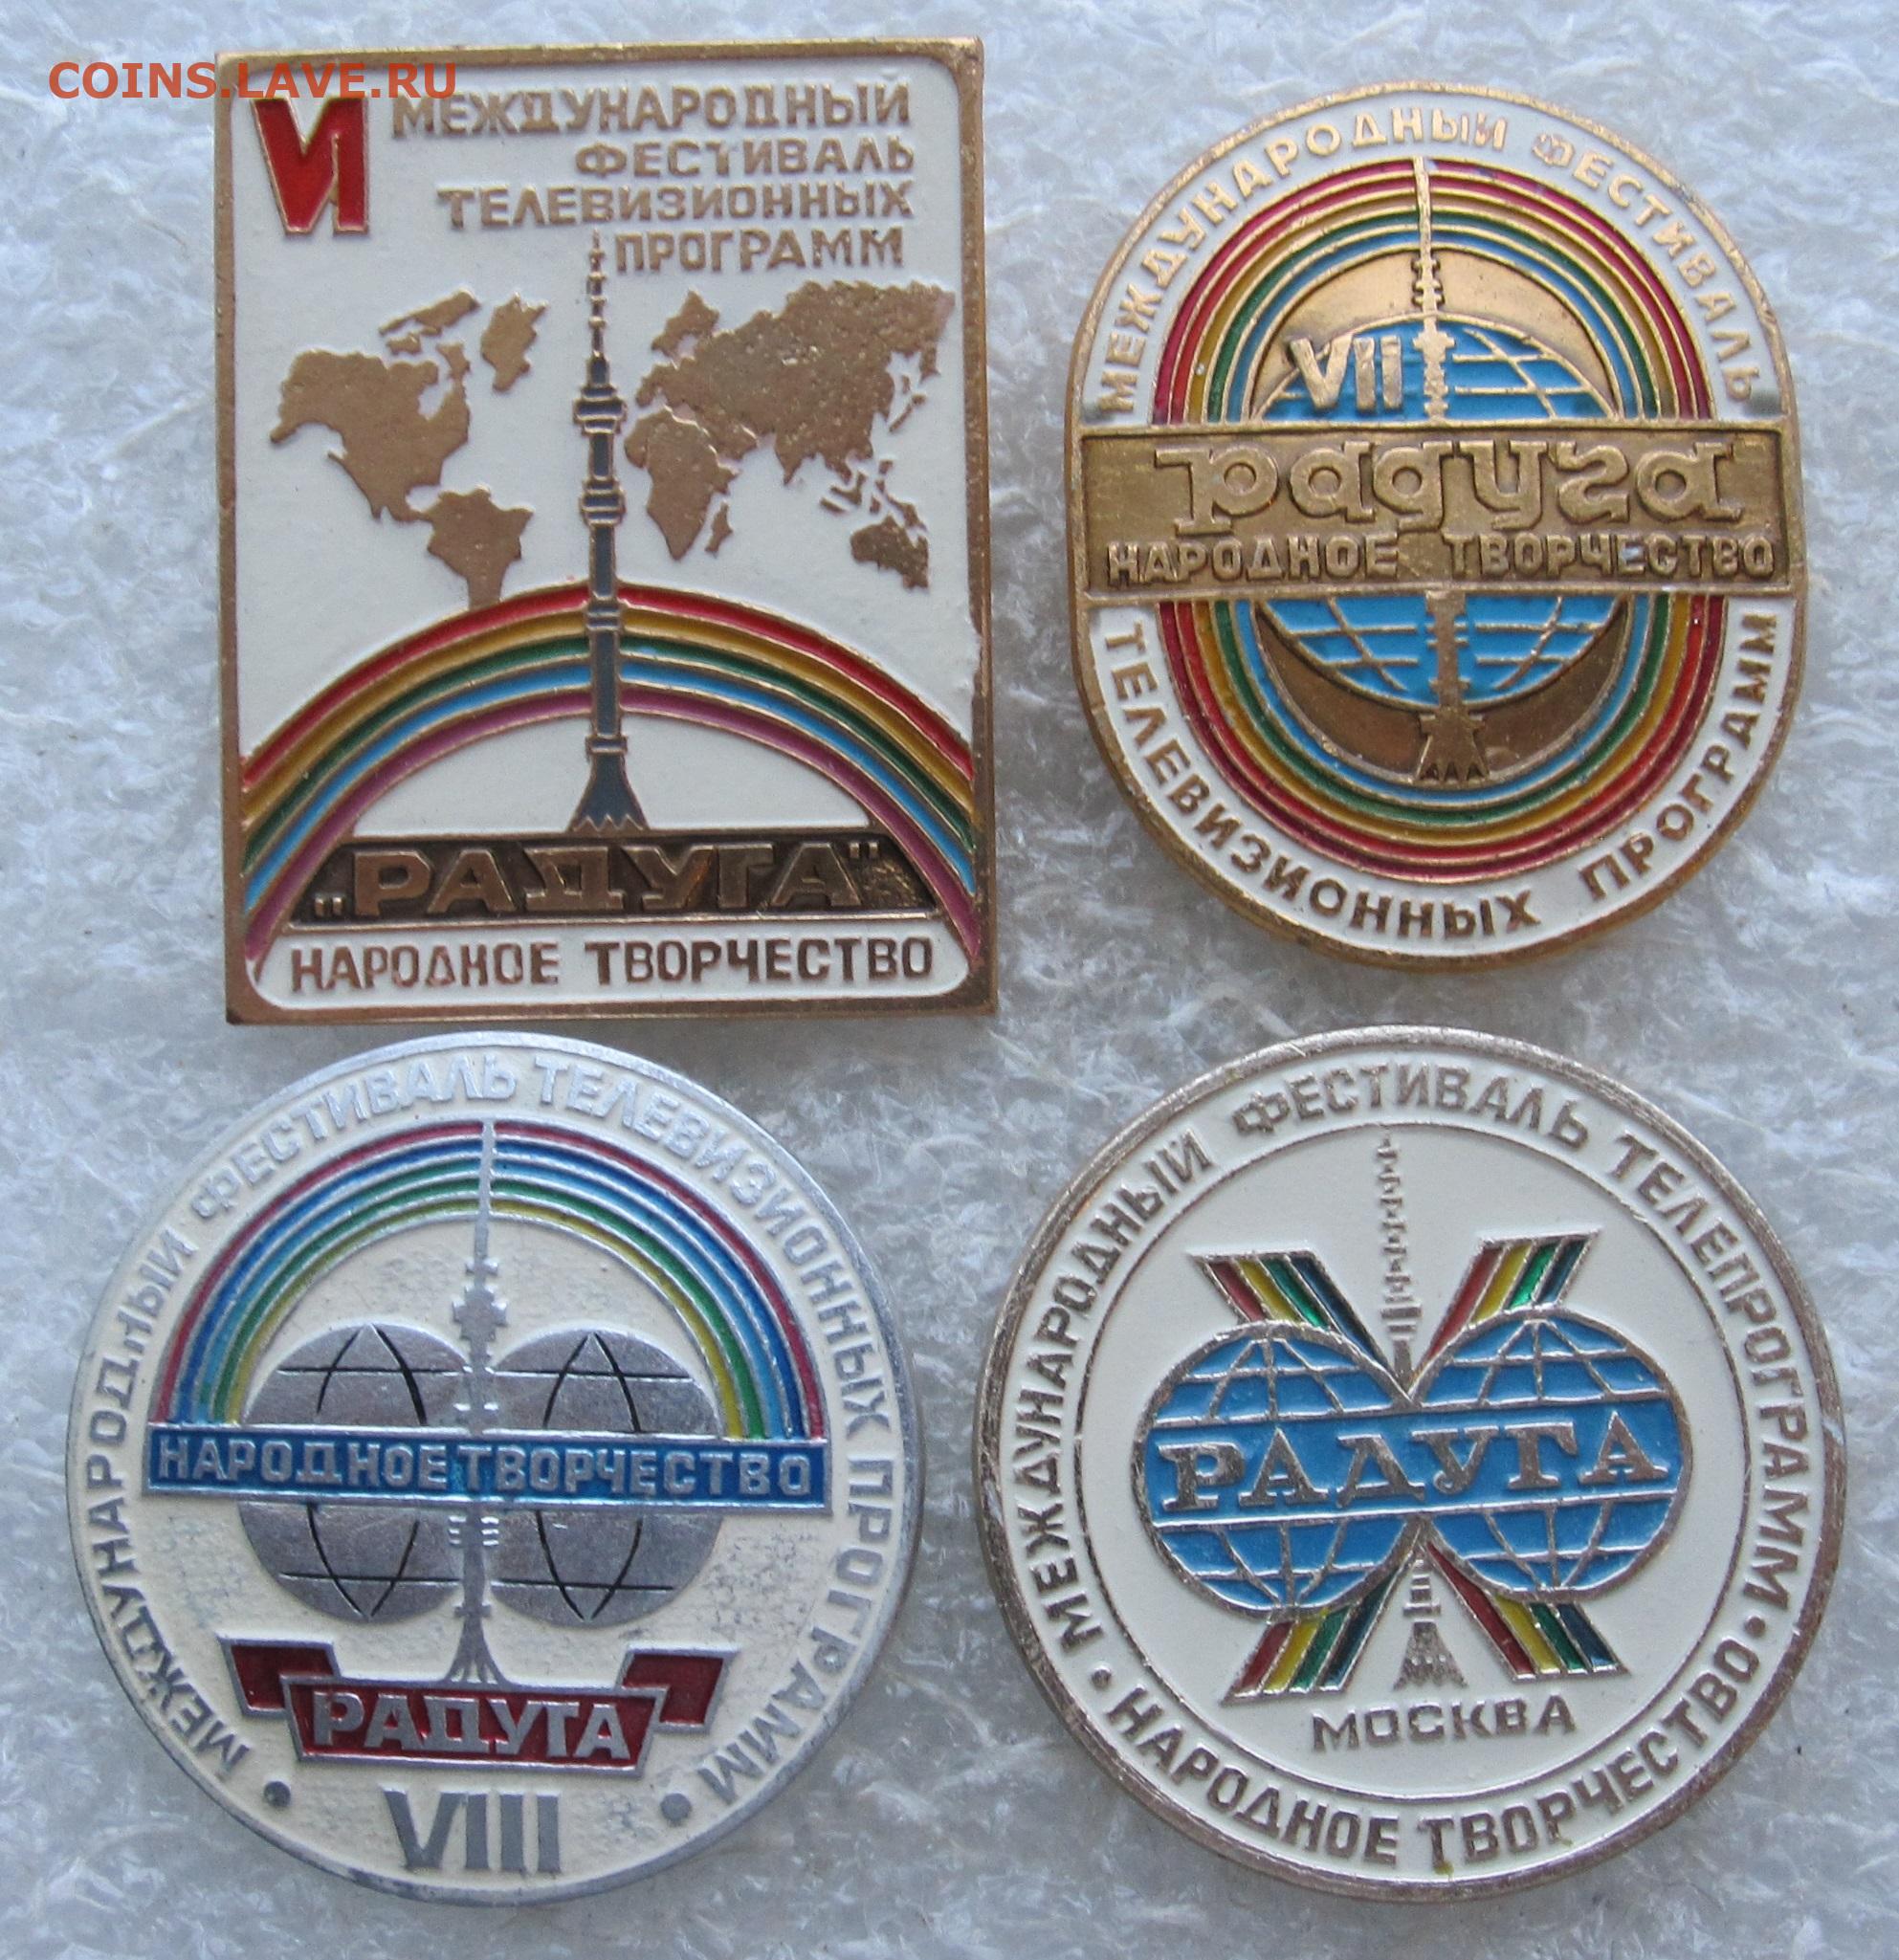 COINS.LAVE.RU
VI
МЕЖДУНАРОДНЫЙ
ФЕСТИВАЛЬ
ТЕЛЕВИЗИОННЫХ
ПРОГРАММ
„РАДУГА"
НАРОДНОЕ ТВОРЧЕСТВО
МЕЖДУНАРОДНЫЙ ФЕСТИВАЛЬ
VII
радуга
НАРОДНОЕ ТВОРЧЕСТВО
ТЕЛЕВИЗИОННЫХ ПРОГРАММ
• МЕЖДУНАРОДНЫЙ ФЕСТИВАЛЬ ТЕЛЕВИЗИОННЫХ ПРОГРАММ •
НАРОДНОЕ ТВОРЧЕСТВО
РАДУГА
VIII
• МЕЖДУНАРОДНЫЙ ФЕСТИВАЛЬ ТЕЛЕПРОГРАММ •
X
РАДУГА
МОСКВА
НАРОДНОЕ ТВОРЧЕСТВО